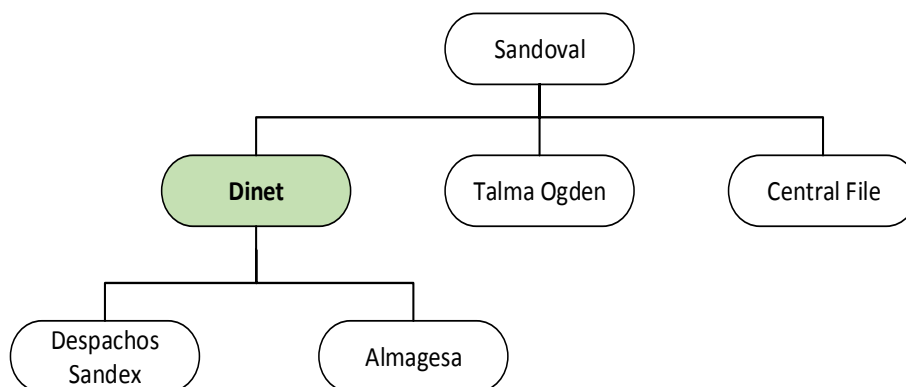 Sandoval
Dinet
Talma Ogden
Central File
Despachos
Sandex
Almagesa